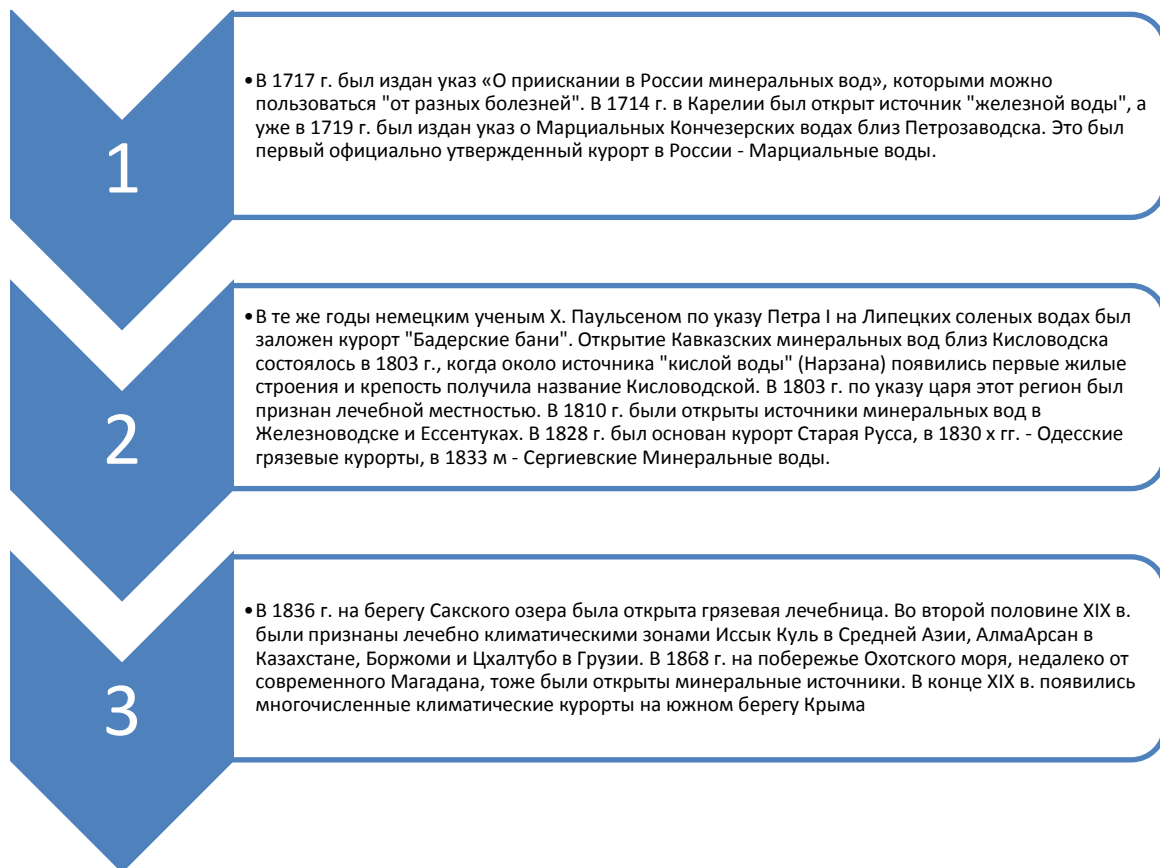 1
•В 1717 г. был издан указ «О приискании в России минеральных вод», которыми можно
пользоваться "от разных болезней". В 1714 г. в Карелии был открыт источник "железной воды", а
уже в 1719 г. был издан указ о Марциальных Кончезерских водах близ Петрозаводска. Это был
первый официально утвержденный курорт в России - Марциальные воды.
2
•В те же годы немецким ученым Х. Паульсеном по указу Петра I на Липецких соленых водах был
заложен курорт "Бадерские бани". Открытие Кавказских минеральных вод близ Кисловодска
состоялось в 1803 г., когда около источника "кислой воды" (Нарзана) появились первые жилые
строения и крепость получила название Кисловодской. В 1803 г. по указу царя этот регион был
признан лечебной местностью. В 1810 г. были открыты источники минеральных вод в
Железноводске и Ессентуках. В 1828 г. был основан курорт Старая Русса, в 1830 х гг. - Одесские
грязевые курорты, в 1833 м - Сергиевские Минеральные воды.
3
•В 1836 г. на берегу Сакского озера была открыта грязевая лечебница. Во второй половине XIX в.
были признаны лечебно климатическими зонами Иссык Куль в Средней Азии, АлмаАрсан в
Казахстане, Боржоми и Цхалтубо в Грузии. В 1868 г. на побережье Охотского моря, недалеко от
современного Магадана, тоже были открыты минеральные источники. В конце XIX в. появились
многочисленные климатические курорты на южном берегу Крыма